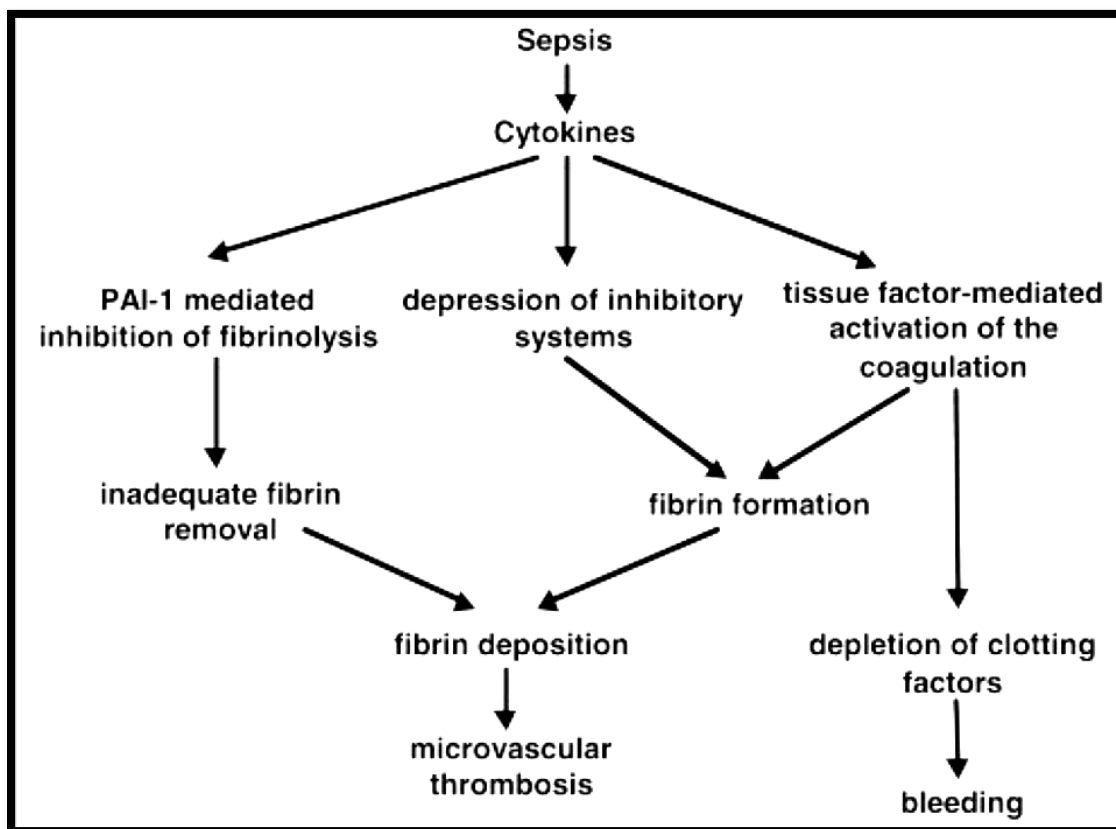 Sepsis
Cytokines
PAI-1 mediated
inhibition of fibrinolysis
depression of inhibitory
systems
tissue factor-mediated
activation of the
coagulation
inadequate fibrin
removal
fibrin formation
fibrin deposition
depletion of clotting
factors
microvascular
thrombosis
bleeding